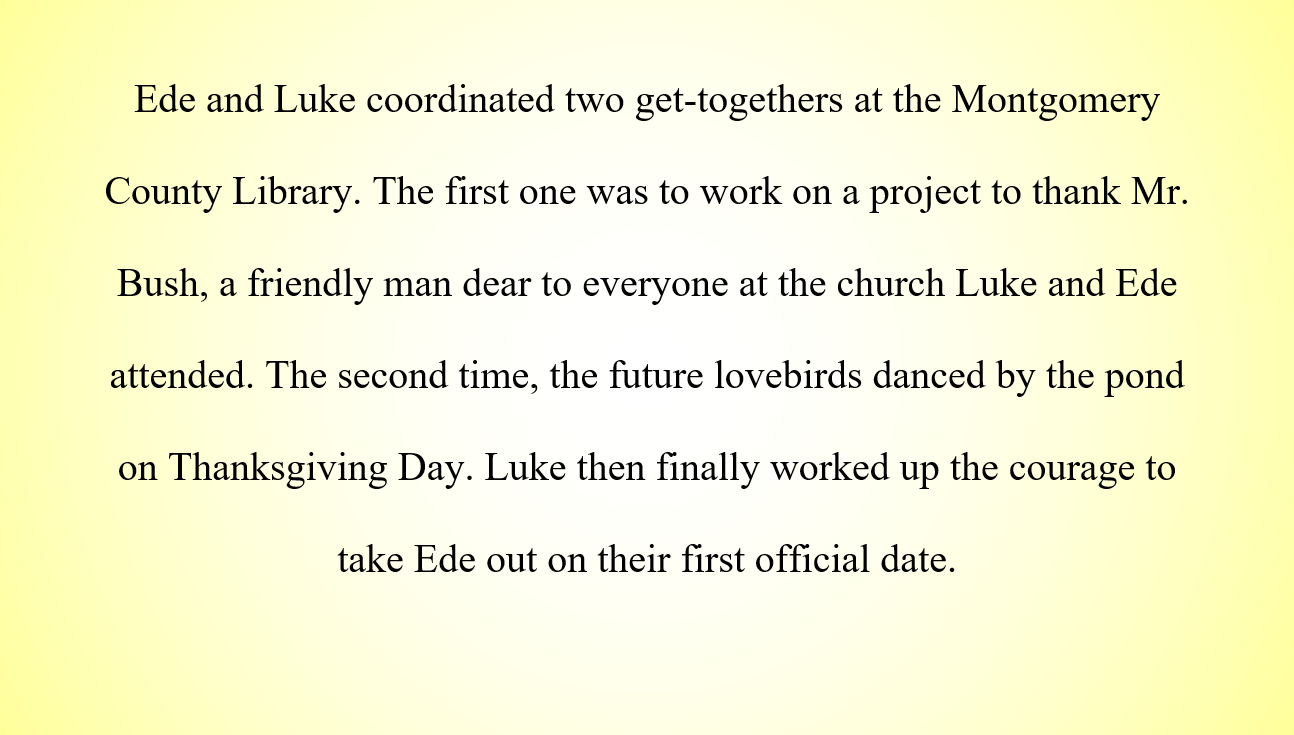 Ede and Luke coordinated two get-togethers at the Montgomery
County Library. The first one was to work on a project to thank Mr.
Bush, a friendly man dear to everyone at the church Luke and Ede
attended. The second time, the future lovebirds danced by the pond
on Thanksgiving Day. Luke then finally worked up the courage to
take Ede out on their first official date.